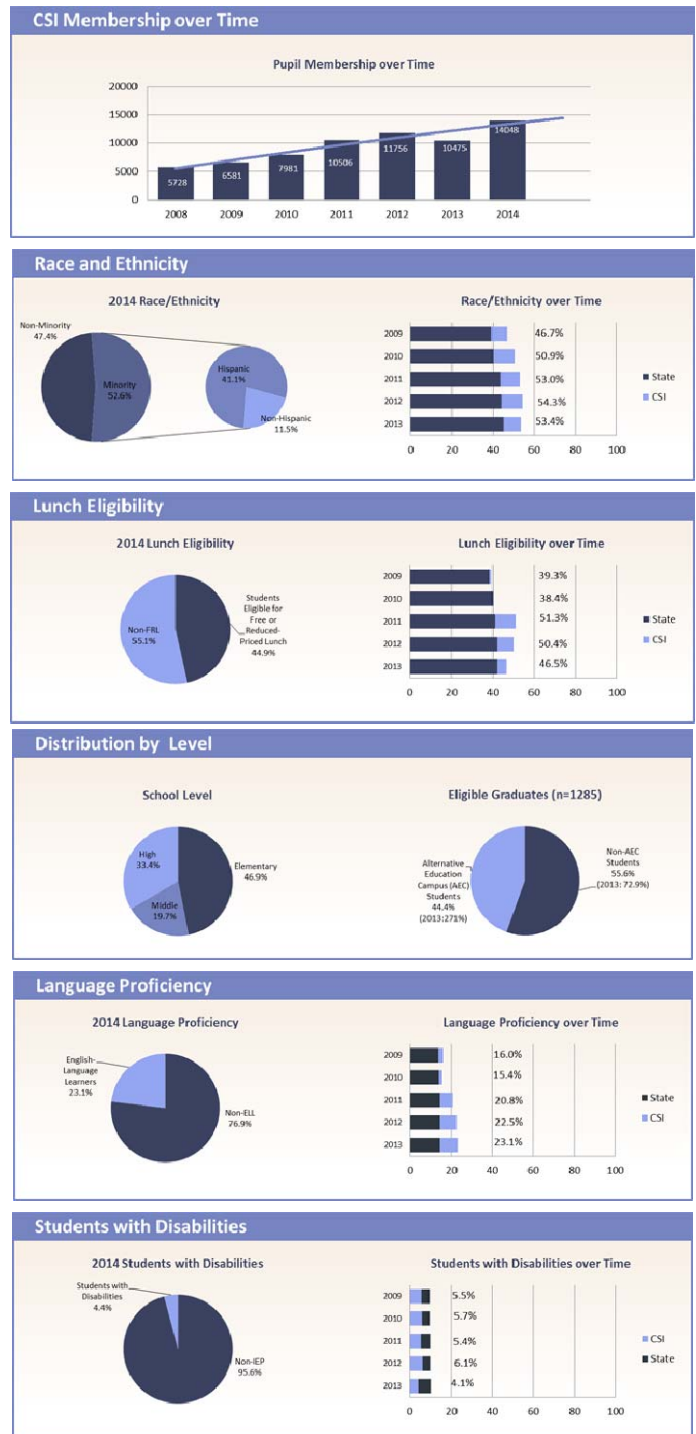 CSI Membership over Time
Pupil Membership over Time
20000
15000
10000
5000
0
5728
6581
7981
10506
11756
10475
14048
2008
2009
2010
2011
2012
2013
2014
Race and Ethnicity
2014 Race/Ethnicity
Non-Minority
47.4%
Minority
52.6%
Hispanic
41.1%
Non-Hispanic
11.5%
Race/Ethnicity over Time
2009
46.7%
2010
50.9%
2011
53.0%
2012
54.3%
2013
53.4%
0 20 40 60 80 100
State
CSI
Lunch Eligibility
2014 Lunch Eligibility
Non-FRL
55.1%
Students
Eligible for
Free or
Reduced-
Priced Lunch
44.9%
Lunch Eligibility over Time
2009
39.3%
2010
38.4%
2011
51.3%
2012
50.4%
2013
46.5%
0 20 40 60 80 100
State
CSI
Distribution by Level
School Level
High
33.4%
Middle
19.7%
Elementary
46.9%
Eligible Graduates (n=1285)
Alternative
Education
Campus (AEC)
Students
44.4%
(2013:271%)
Non-AEC
Students
55.6%
(2013: 72.9%)
Language Proficiency
2014 Language Proficiency
English-
Language
Learners
23.1%
Non-ELL
76.9%
Language Proficiency over Time
2009
16.0%
2010
15.4%
2011
20.8%
2012
22.5%
2013
23.1%
0 20 40 60 80 100
State
CSI
Students with Disabilities
2014 Students with Disabilities
Students with
Disabilities
4.4%
Non-IEP
95.6%
Students with Disabilities over Time
2009
5.5%
2010
5.7%
2011
5.4%
2012
6.1%
2013
4.1%
0 20 40 60 80 100
CSI
State